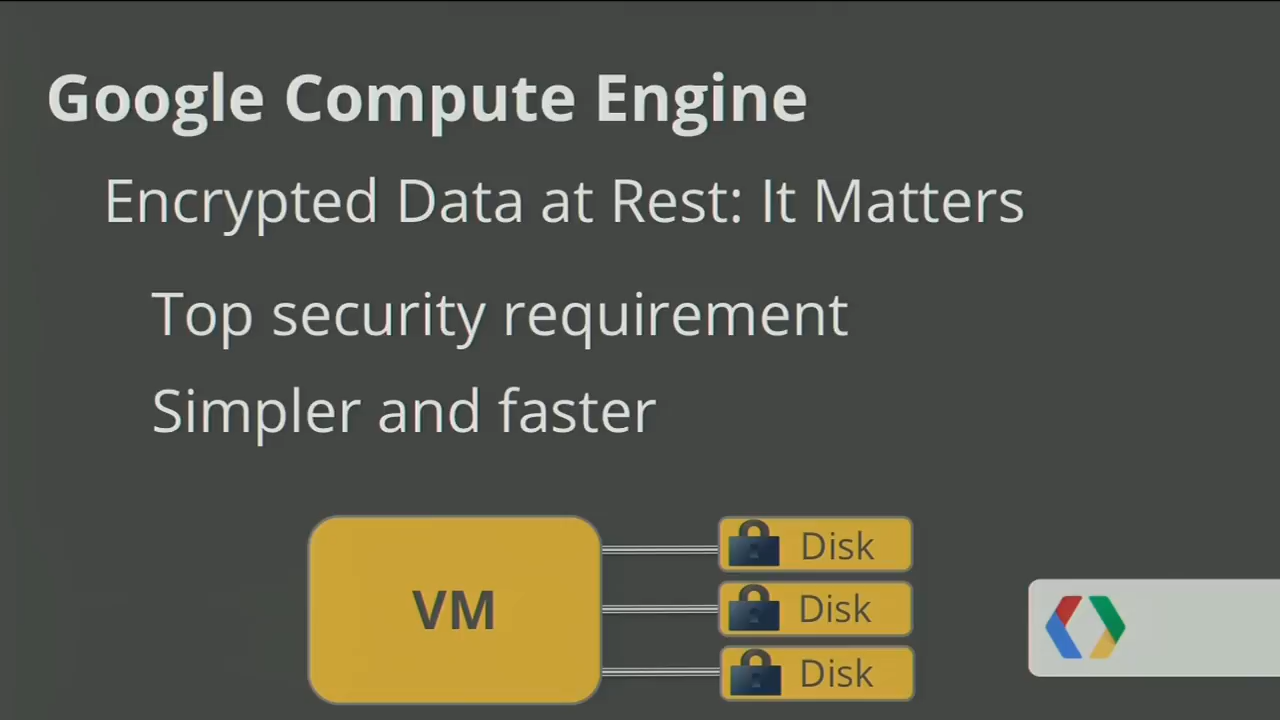 Google Compute Engine
Encrypted Data at Rest: It Matters
Top security requirement
Simpler and faster
VM
Disk
Disk
Disk